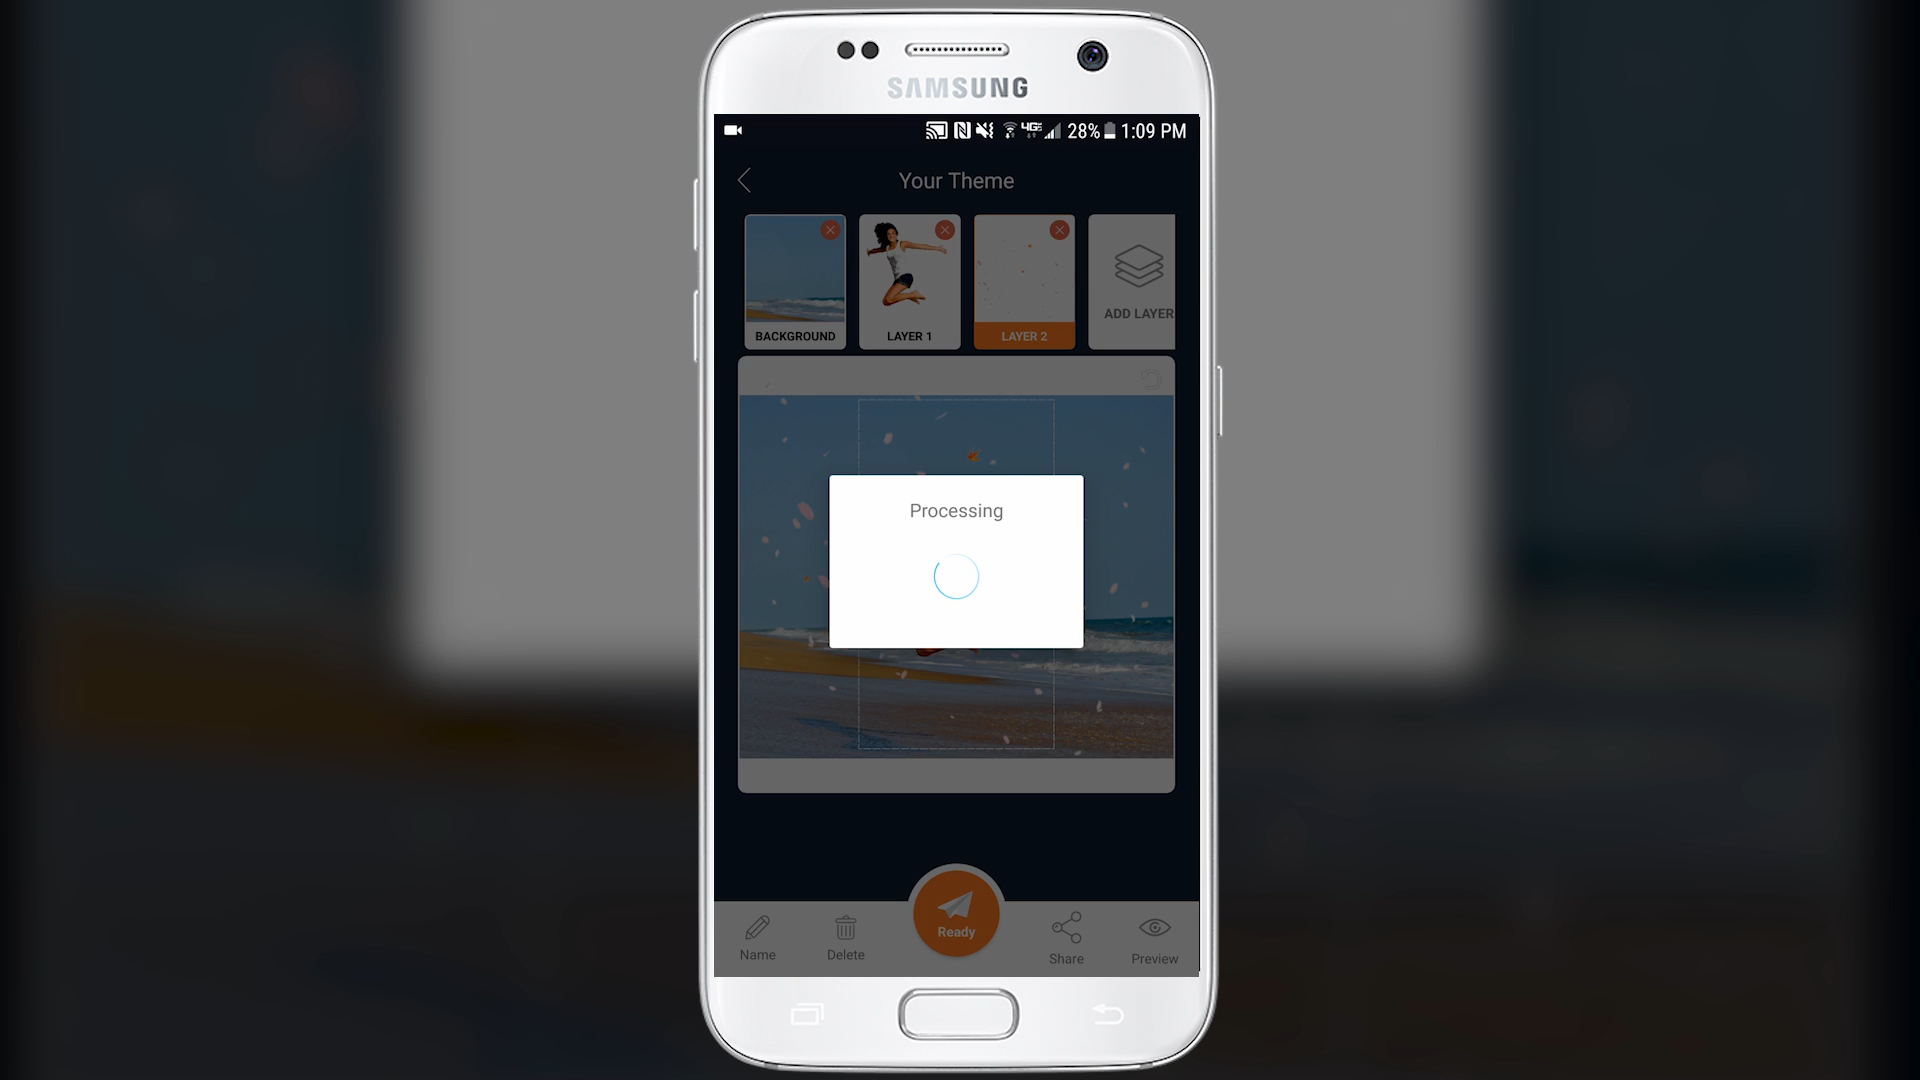 SAMSUNG
4G 28% 1:09 PM
Your Theme
BACKGROUND
LAYER 1
LAYER 2
ADD LAYER
Processing
Ready
Name
Delete
Share
Preview